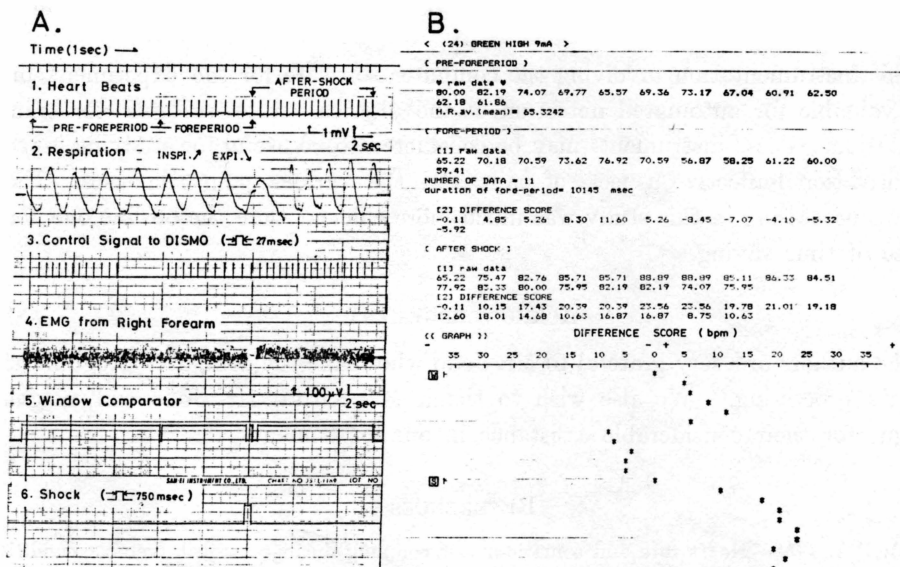 A.
Time(1sec)
1. Heart Beats
AFTER-SHOCK
PERIOD
PRE-FOREPERIOD
FOREPERIOD
1mV
2 sec
2. Respiration
INSPI.
EXPI.
3. Control Signal to DISMO ( 27msec)
4. EMG from Right Forearm
100μV
2 sec
5. Window Comparator
SAN-EI INSTRUMENT CO., LTD.
CHART NO
LOT NO
6. Shock ( 750 msec)
B.
< (24) GREEN HIGH 9mA >
( PRE-FOREPERIOD )
raw data
80.00 82.19 74.07 69.77 65.57 69.36 73.17 67.04 60.91 62.50
62.18 61.86
H.R.av.(mean) 65.3242
( FORE-PERIOD )
[1] raw data
65.22 70.18 70.59 73.62 76.92 70.59 56.87 58.25 61.22 60.00
59.41
NUMBER OF DATA = 11
duration of fore-period 10145 msec
[2] DIFFERENCE SCORE
-0.11 4.85 5.26 8.30 11.60 5.26 -8.45 -7.07 -4.10 -5.32
-5.92
( AFTER SHOCK )
[1] raw data
65.22 75.47 82.76 85.71 85.71 88.89 88.89 85.11 86.33 84.51
77.92 83.33 80.00 75.95 82.19 82.19 74.07 75.95
[2] DIFFERENCE SCORE
-0.11 10.15 17.43 20.39 20.39 23.56 23.56 19.78 21.01 19.18
12.60 18.01 14.68 10.63 16.87 16.87 8.75 10.63
(( GRAPH ))
DIFFERENCE SCORE (bpm)
- - + +
35 30 25 20 15 10 5 0 5 10 15 20 25 30 35
[W]
[S]